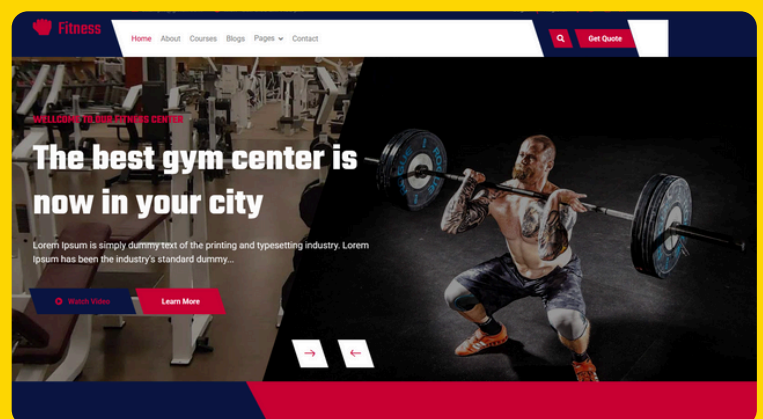 Fitness
Home About Courses Blogs Pages Contact
Get Quote
WELLCOME TO OUR FITNESS CENTER
The best gym center is
now in your city
Lorem Ipsum is simply dummy text of the printing and typesetting industry. Lorem
Ipsum has been the industry's standard dummy...
Watch Video Learn More